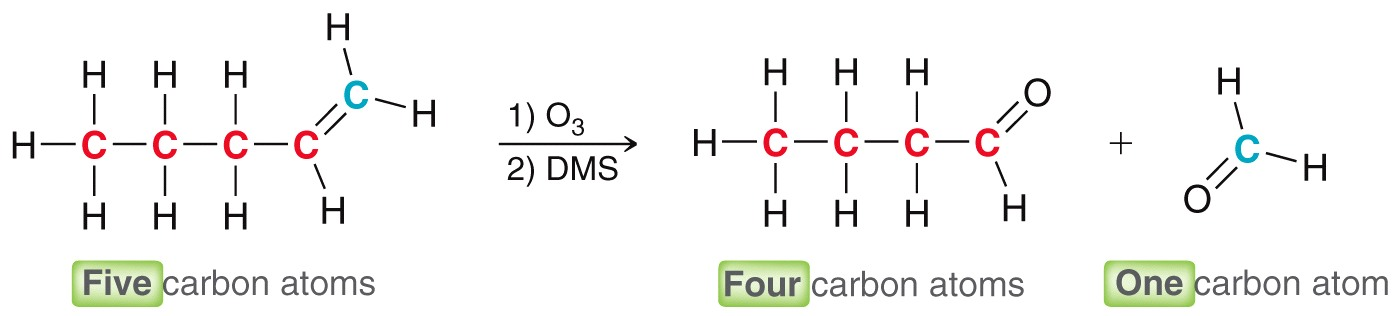 H
H H H C H
H C C C C
H H H H
1) O3
2) DMS
H H H O
H C C C C
H H H H
+
H
C H
O
Five carbon atoms
Four carbon atoms
One carbon atom